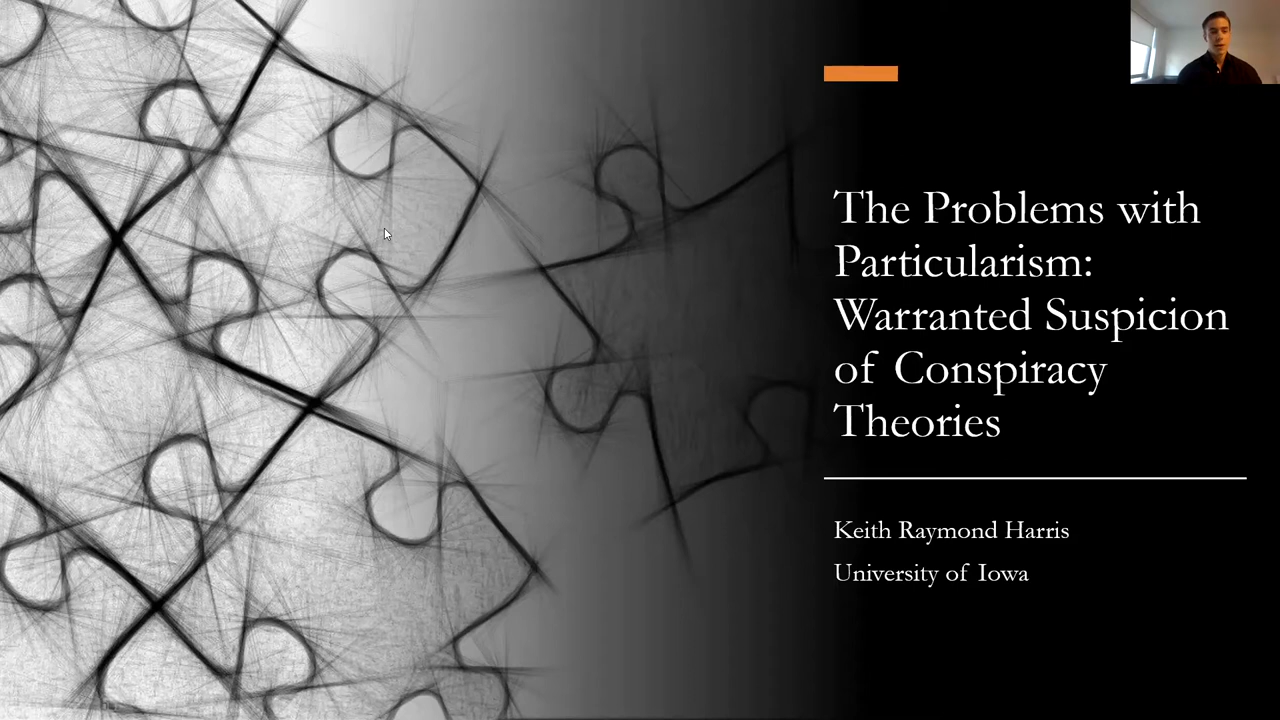 The Problems with
Particularism:
Warranted Suspicion
of Conspiracy
Theories
Keith Raymond Harris
University of Iowa